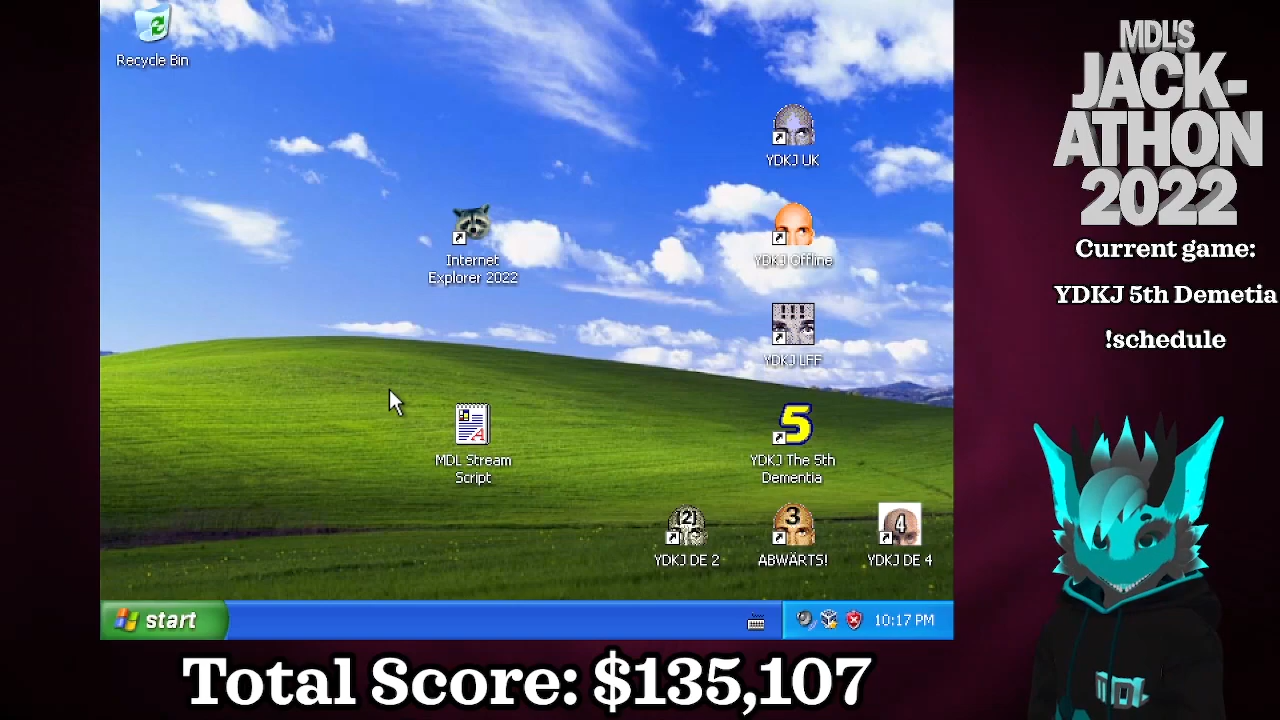 Recycle Bin
YDKJ UK
Internet
Explorer 2022
YDKJ Offline
YDKJ LFF
MDL Stream
Script
5
YDKJ The 5th
Dementia
2
YDKJ DE 2
3
ABWÄRTS!
4
YDKJ DE 4
start
10:17 PM
Total Score: $135,107
MDL'S
JACK-
ATHON
2022
Current game:
YDKJ 5th Demetia
!schedule
MDL